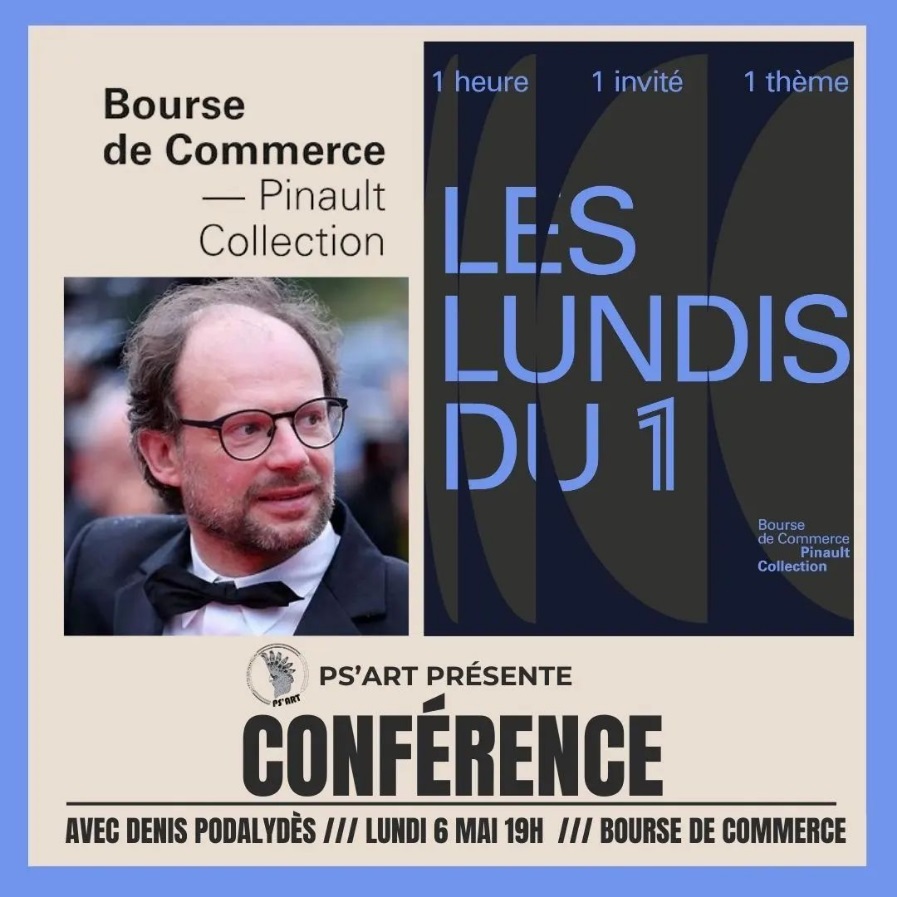 Bourse
de Commerce
— Pinault
Collection
1 heure 1 invité 1 thème
LES
LUNDIS
DU 1
Bourse
de Commerce
Pinault
Collection
PS'ART
PS'ART PRÉSENTE
CONFÉRENCE
AVEC DENIS PODALYDÈS /// LUNDI 6 MAI 19H /// BOURSE DE COMMERCE